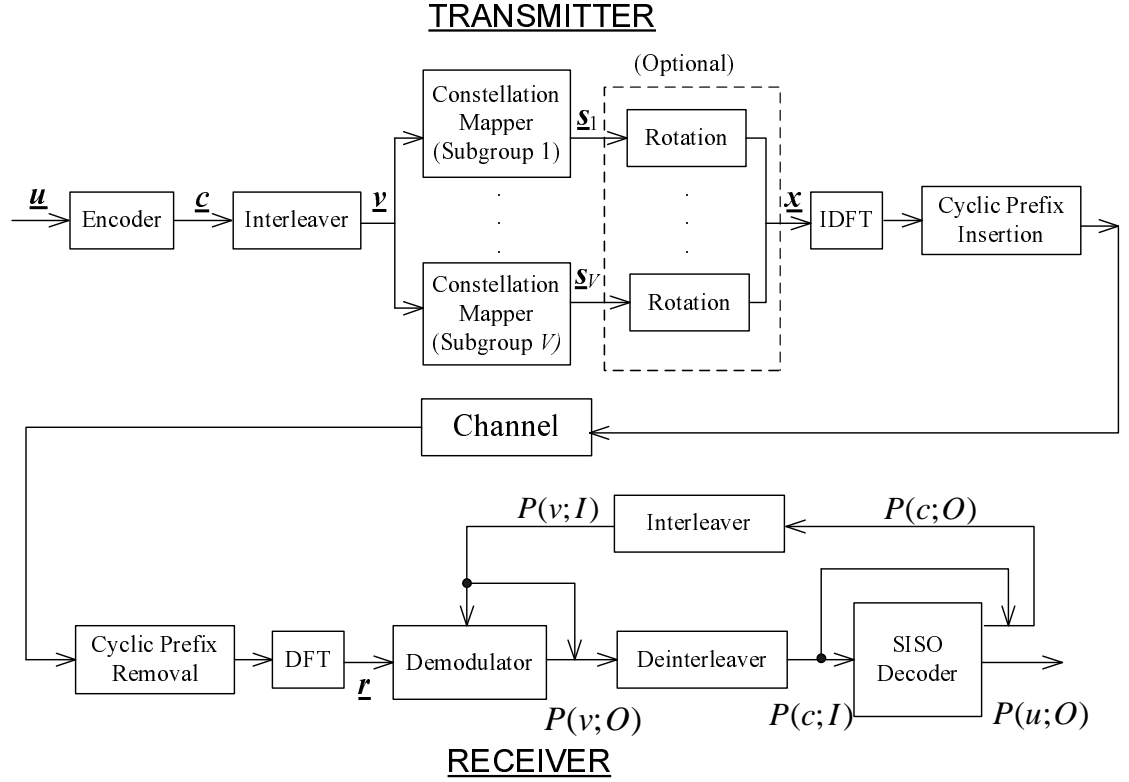 TRANSMITTER
(Optional)
Constellation
Mapper
(Subgroup 1)
s1
Rotation
u
Encoder
c
Interleaver
v
x
IDFT
Cyclic Prefix
Insertion
Constellation
Mapper
(Subgroup V)
sV
Rotation
Channel
P(v;I)
Interleaver
P(c;O)
Cyclic Prefix
Removal
DFT
r
Demodulator
P(v;O)
Deinterleaver
P(c;I)
SISO
Decoder
P(u;O)
RECEIVER